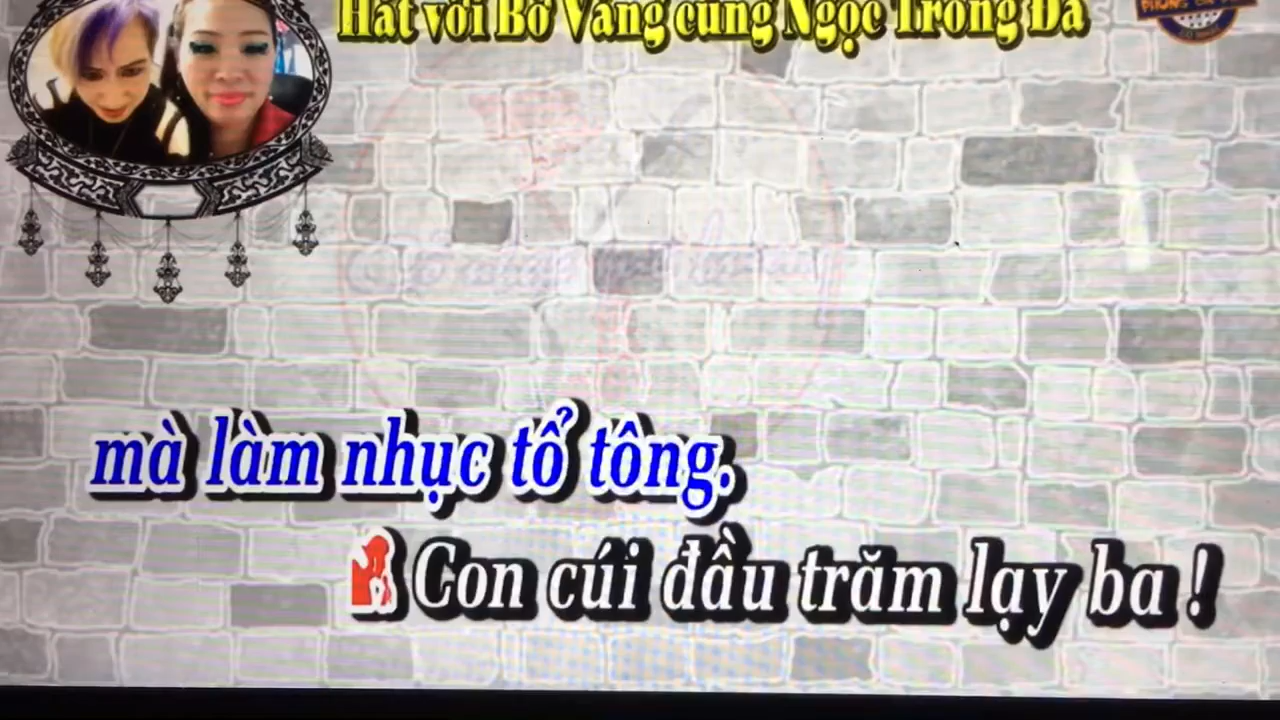 Hát với Bờ Vàng cùng Ngọc Trong Đá
mà làm nhục tổ tông.
Con cúi đầu trăm lạy ba !